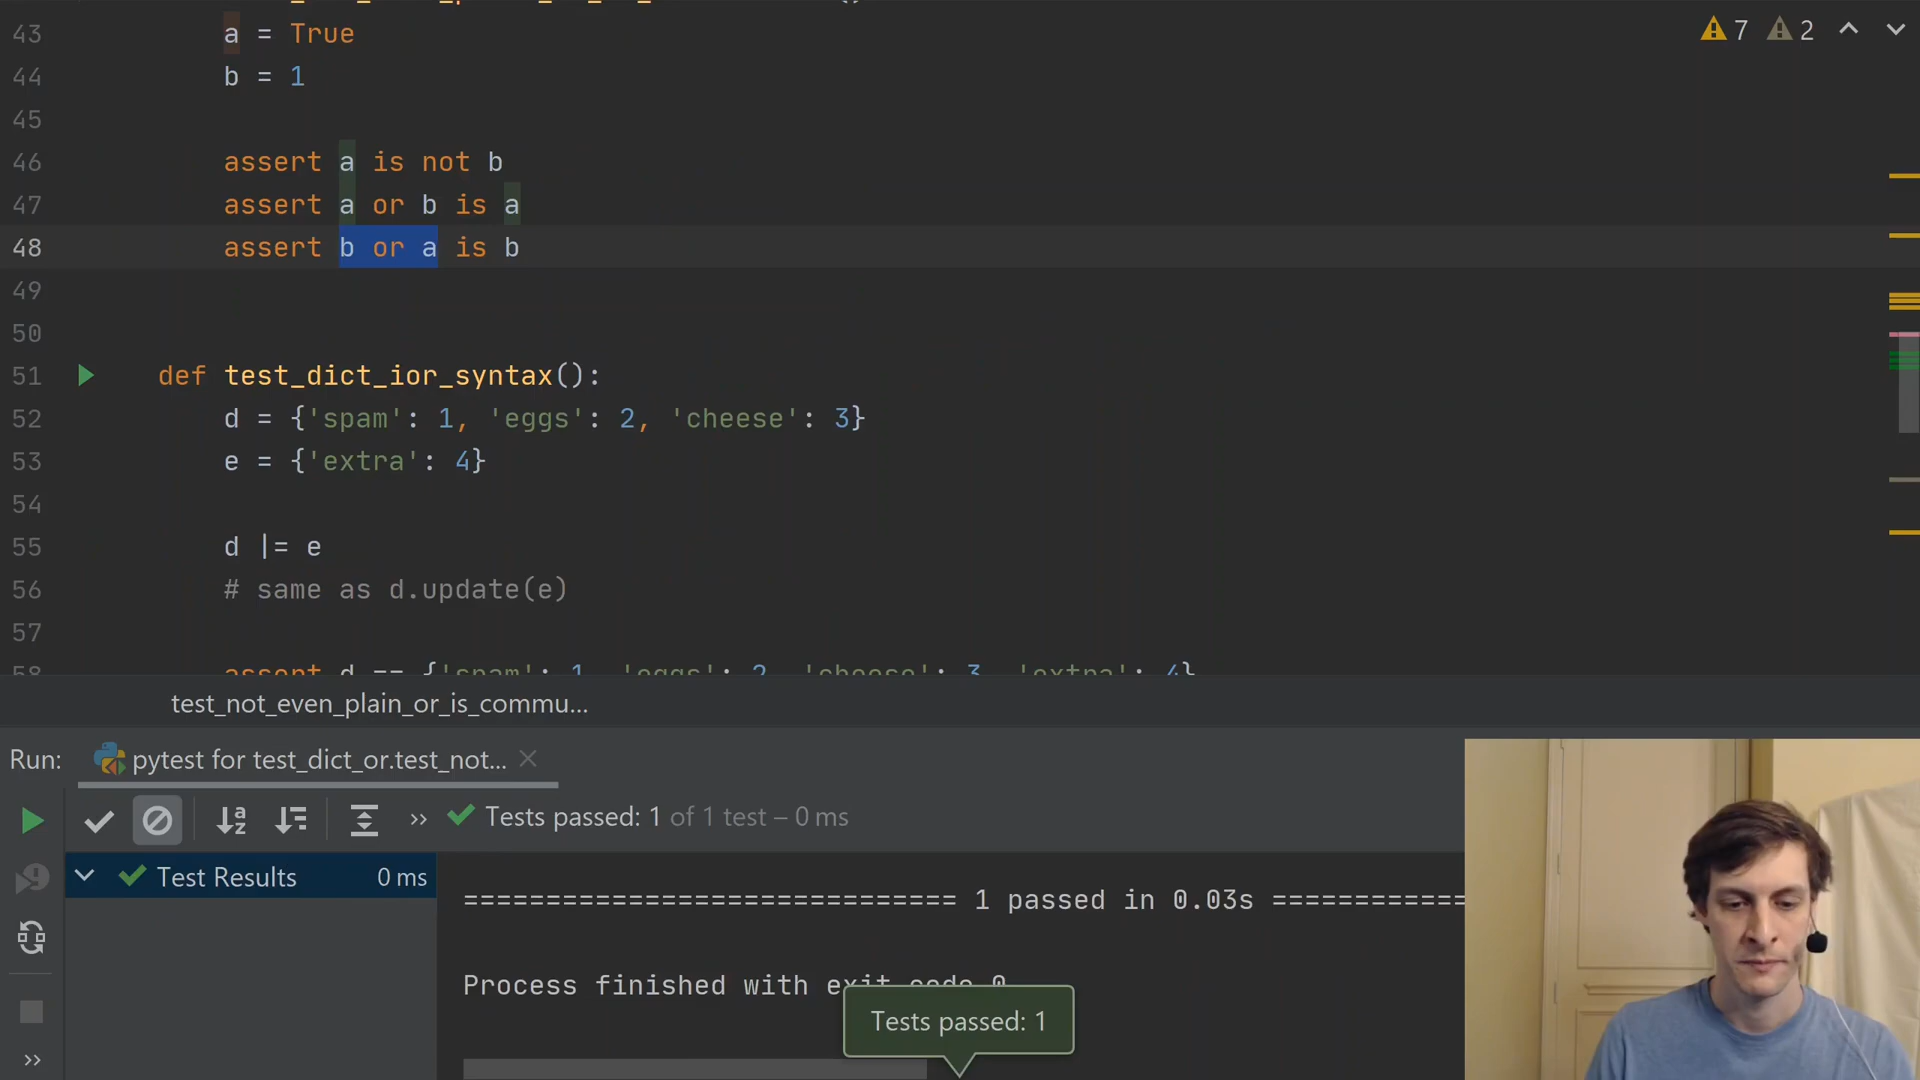 43 a = True
7 2
44 b = 1
45
46 assert a is not b
47 assert a or b is a
48 assert b or a is b
49
50
51 def test_dict_ior_syntax():
52 d = {'spam': 1, 'eggs': 2, 'cheese': 3}
53 e = {'extra': 4}
54
55 d |= e
56 # same as d.update(e)
57
58 assert d == {'spam': 1, 'eggs': 2, 'cheese': 3, 'extra': 4}
test_not_even_plain_or_is_commu...
Run: pytest for test_dict_or.test_not...
Tests passed: 1 of 1 test – 0 ms
Test Results 0 ms
============================== 1 passed in 0.03s ============
Process finished with exit code 0
Tests passed: 1